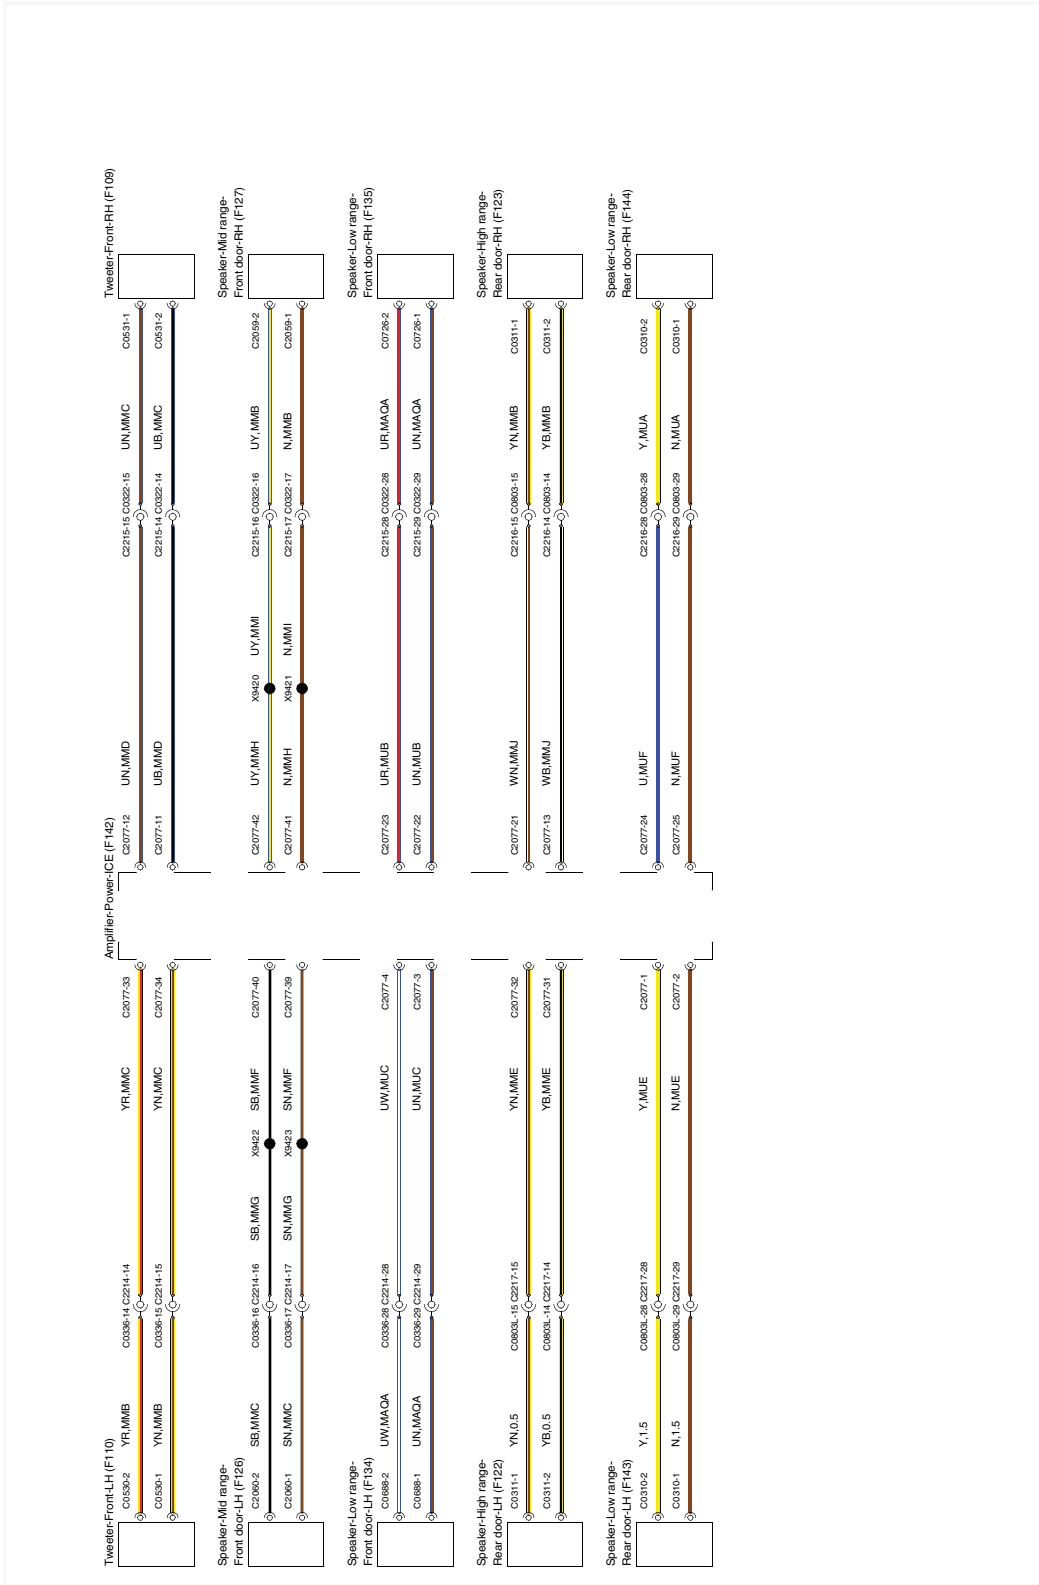 Tweeter-Front-RH (F109)
C0531-1
C0531-2
UN,MMC
UB,MMC
C2215-15 C0322-15
C2215-14 C0322-14
UN,MMD
UB,MMD
C2077-12
C2077-11
Speaker-Mid range-
Front door-RH (F127)
C2059-2
C2059-1
UY,MMB
N,MMB
C2215-16 C0322-16
C2215-17 C0322-17
UY,MMI
N,MMI
X9420
X9421
UY,MMH
N,MMH
C2077-42
C2077-41
Speaker-Low range-
Front door-RH (F135)
C0726-2
C0726-1
UR,MAQA
UN,MAQA
C2215-28 C0322-28
C2215-29 C0322-29
UR,MUB
UN,MUB
C2077-23
C2077-22
Speaker-High range-
Rear door-RH (F123)
C0311-1
C0311-2
YN,MMB
YB,MMB
C2216-15 C0803-15
C2216-14 C0803-14
WN,MMJ
WB,MMJ
C2077-21
C2077-13
Speaker-Low range-
Rear door-RH (F144)
C0310-2
C0310-1
Y,MUA
N,MUA
C2216-28 C0803-28
C2216-29 C0803-29
U,MUF
N,MUF
C2077-24
C2077-25
Amplifier-Power-ICE (F142)
C2077-33
C2077-34
YR,MMC
YN,MMC
C0336-14 C2214-14
C0336-15 C2214-15
YR,MMB
YN,MMB
C0530-2
C0530-1
Tweeter-Front-LH (F110)
C2077-40
C2077-39
SB,MMF
SN,MMF
X9422
X9423
SB,MMG
SN,MMG
C0336-16 C2214-16
C0336-17 C2214-17
SB,MMC
SN,MMC
C2060-2
C2060-1
Speaker-Mid range-
Front door-LH (F126)
C2077-4
C2077-3
UW,MUC
UN,MUC
C0336-28 C2214-28
C0336-29 C2214-29
UW,MAQA
UN,MAQA
C0688-2
C0688-1
Speaker-Low range-
Front door-LH (F134)
C2077-32
C2077-31
YN,MME
YB,MME
C0803L-15 C2217-15
C0803L-14 C2217-14
YN,0.5
YB,0.5
C0311-1
C0311-2
Speaker-High range-
Rear door-LH (F122)
C2077-1
C2077-2
Y,MUE
N,MUE
C0803L-28 C2217-28
C0803L-29 C2217-29
Y,1.5
N,1.5
C0310-2
C0310-1
Speaker-Low range-
Rear door-LH (F143)